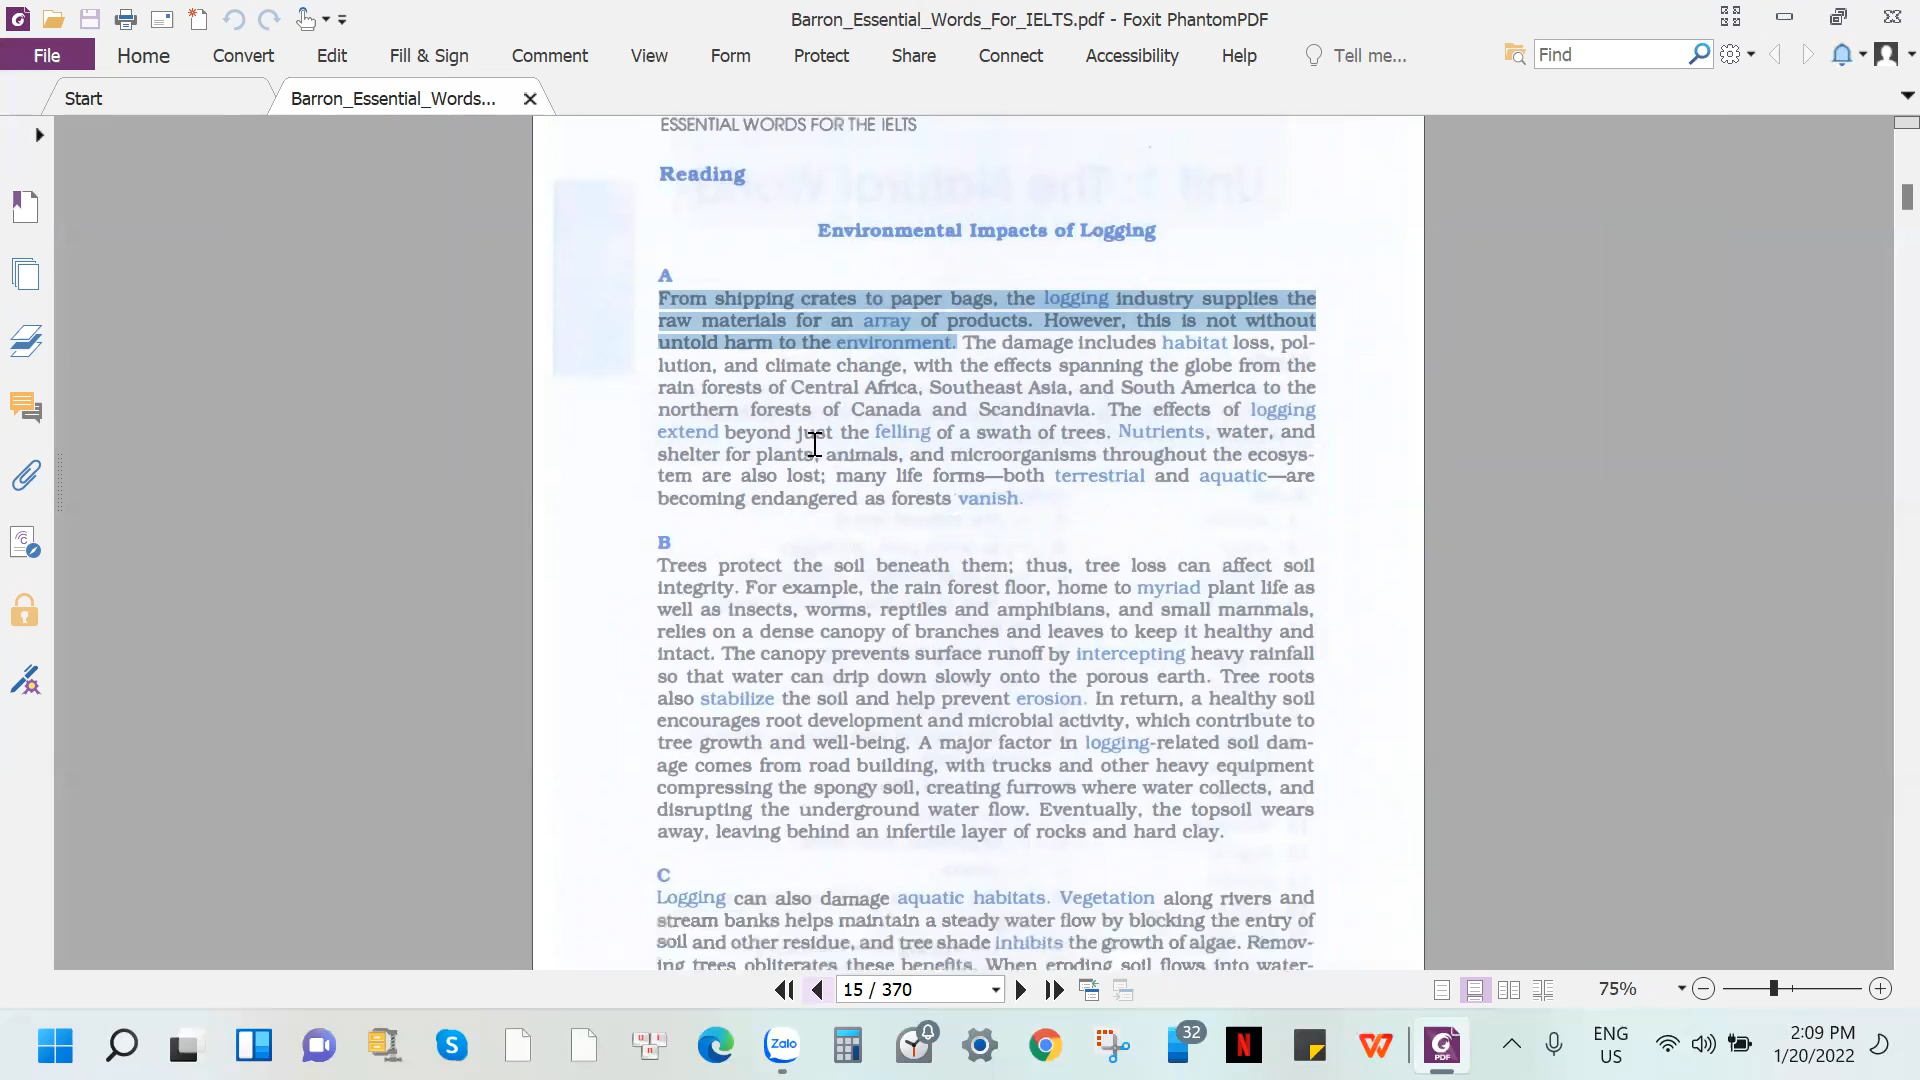 Barron_Essential_Words_For_IELTS.pdf - Foxit PhantomPDF
File Home Convert Edit Fill & Sign Comment View Form Protect Share Connect Accessibility Help Tell me... Find
Start Barron_Essential_Words...
ESSENTIAL WORDS FOR THE IELTS
Reading
Environmental Impacts of Logging
A
From shipping crates to paper bags, the logging industry supplies the
raw materials for an array of products. However, this is not without
untold harm to the environment. The damage includes habitat loss, pol-
lution, and climate change, with the effects spanning the globe from the
rain forests of Central Africa, Southeast Asia, and South America to the
northern forests of Canada and Scandinavia. The effects of logging
extend beyond just the felling of a swath of trees. Nutrients, water, and
shelter for plants, animals, and microorganisms throughout the ecosys-
tem are also lost; many life forms—both terrestrial and aquatic—are
becoming endangered as forests vanish.
B
Trees protect the soil beneath them; thus, tree loss can affect soil
integrity. For example, the rain forest floor, home to myriad plant life as
well as insects, worms, reptiles and amphibians, and small mammals,
relies on a dense canopy of branches and leaves to keep it healthy and
intact. The canopy prevents surface runoff by intercepting heavy rainfall
so that water can drip down slowly onto the porous earth. Tree roots
also stabilize the soil and help prevent erosion. In return, a healthy soil
encourages root development and microbial activity, which contribute to
tree growth and well-being. A major factor in logging-related soil dam-
age comes from road building, with trucks and other heavy equipment
compressing the spongy soil, creating furrows where water collects, and
disrupting the underground water flow. Eventually, the topsoil wears
away, leaving behind an infertile layer of rocks and hard clay.
C
Logging can also damage aquatic habitats. Vegetation along rivers and
stream banks helps maintain a steady water flow by blocking the entry of
soil and other residue, and tree shade inhibits the growth of algae. Remov-
ing trees obliterates these benefits. When eroding soil flows into water-
15 / 370 75%
Zalo 32 N PDF ENG 2:09 PM
US 1/20/2022